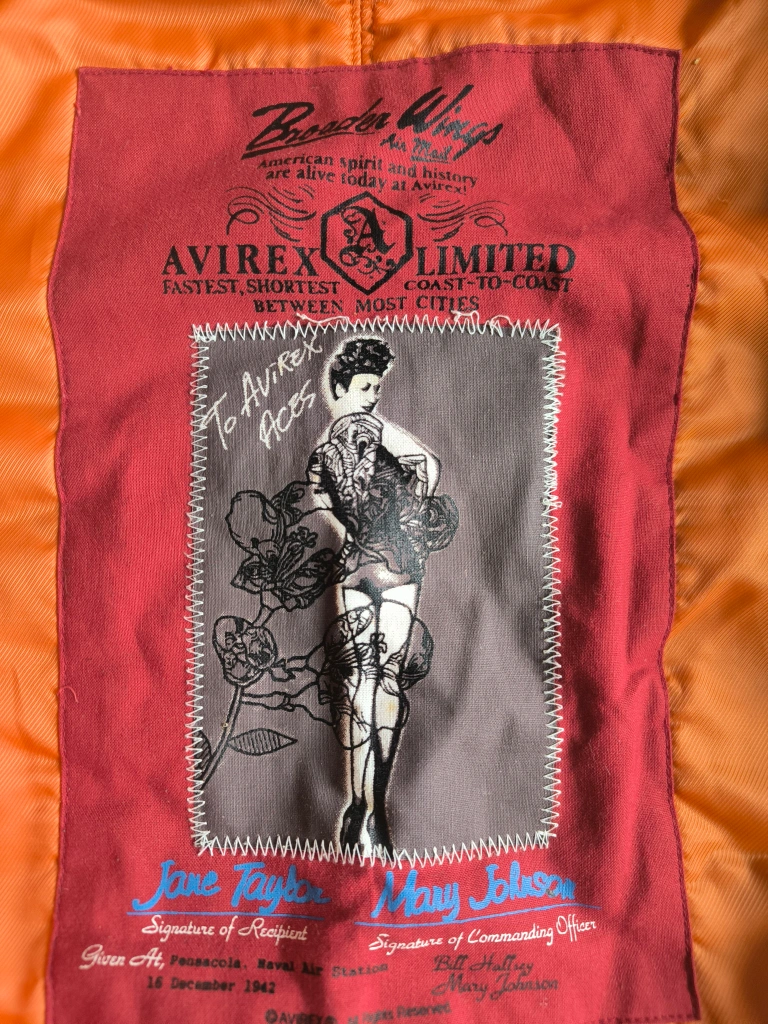 Broader Wings
Air Mail
American spirit and history
are alive today at Avirex!
A
AVIREX LIMITED
FASTEST, SHORTEST COAST-TO-COAST
BETWEEN MOST CITIES
To AViREX
ACES
Jane Taylor Mary Johnson
Signature of Recipient Signature of Commanding Officer
Given At, Pensacola, Naval Air Station
16 December 1942
Bill Halfrey
Mary Johnson
©AVIREX® All Rights Reserved